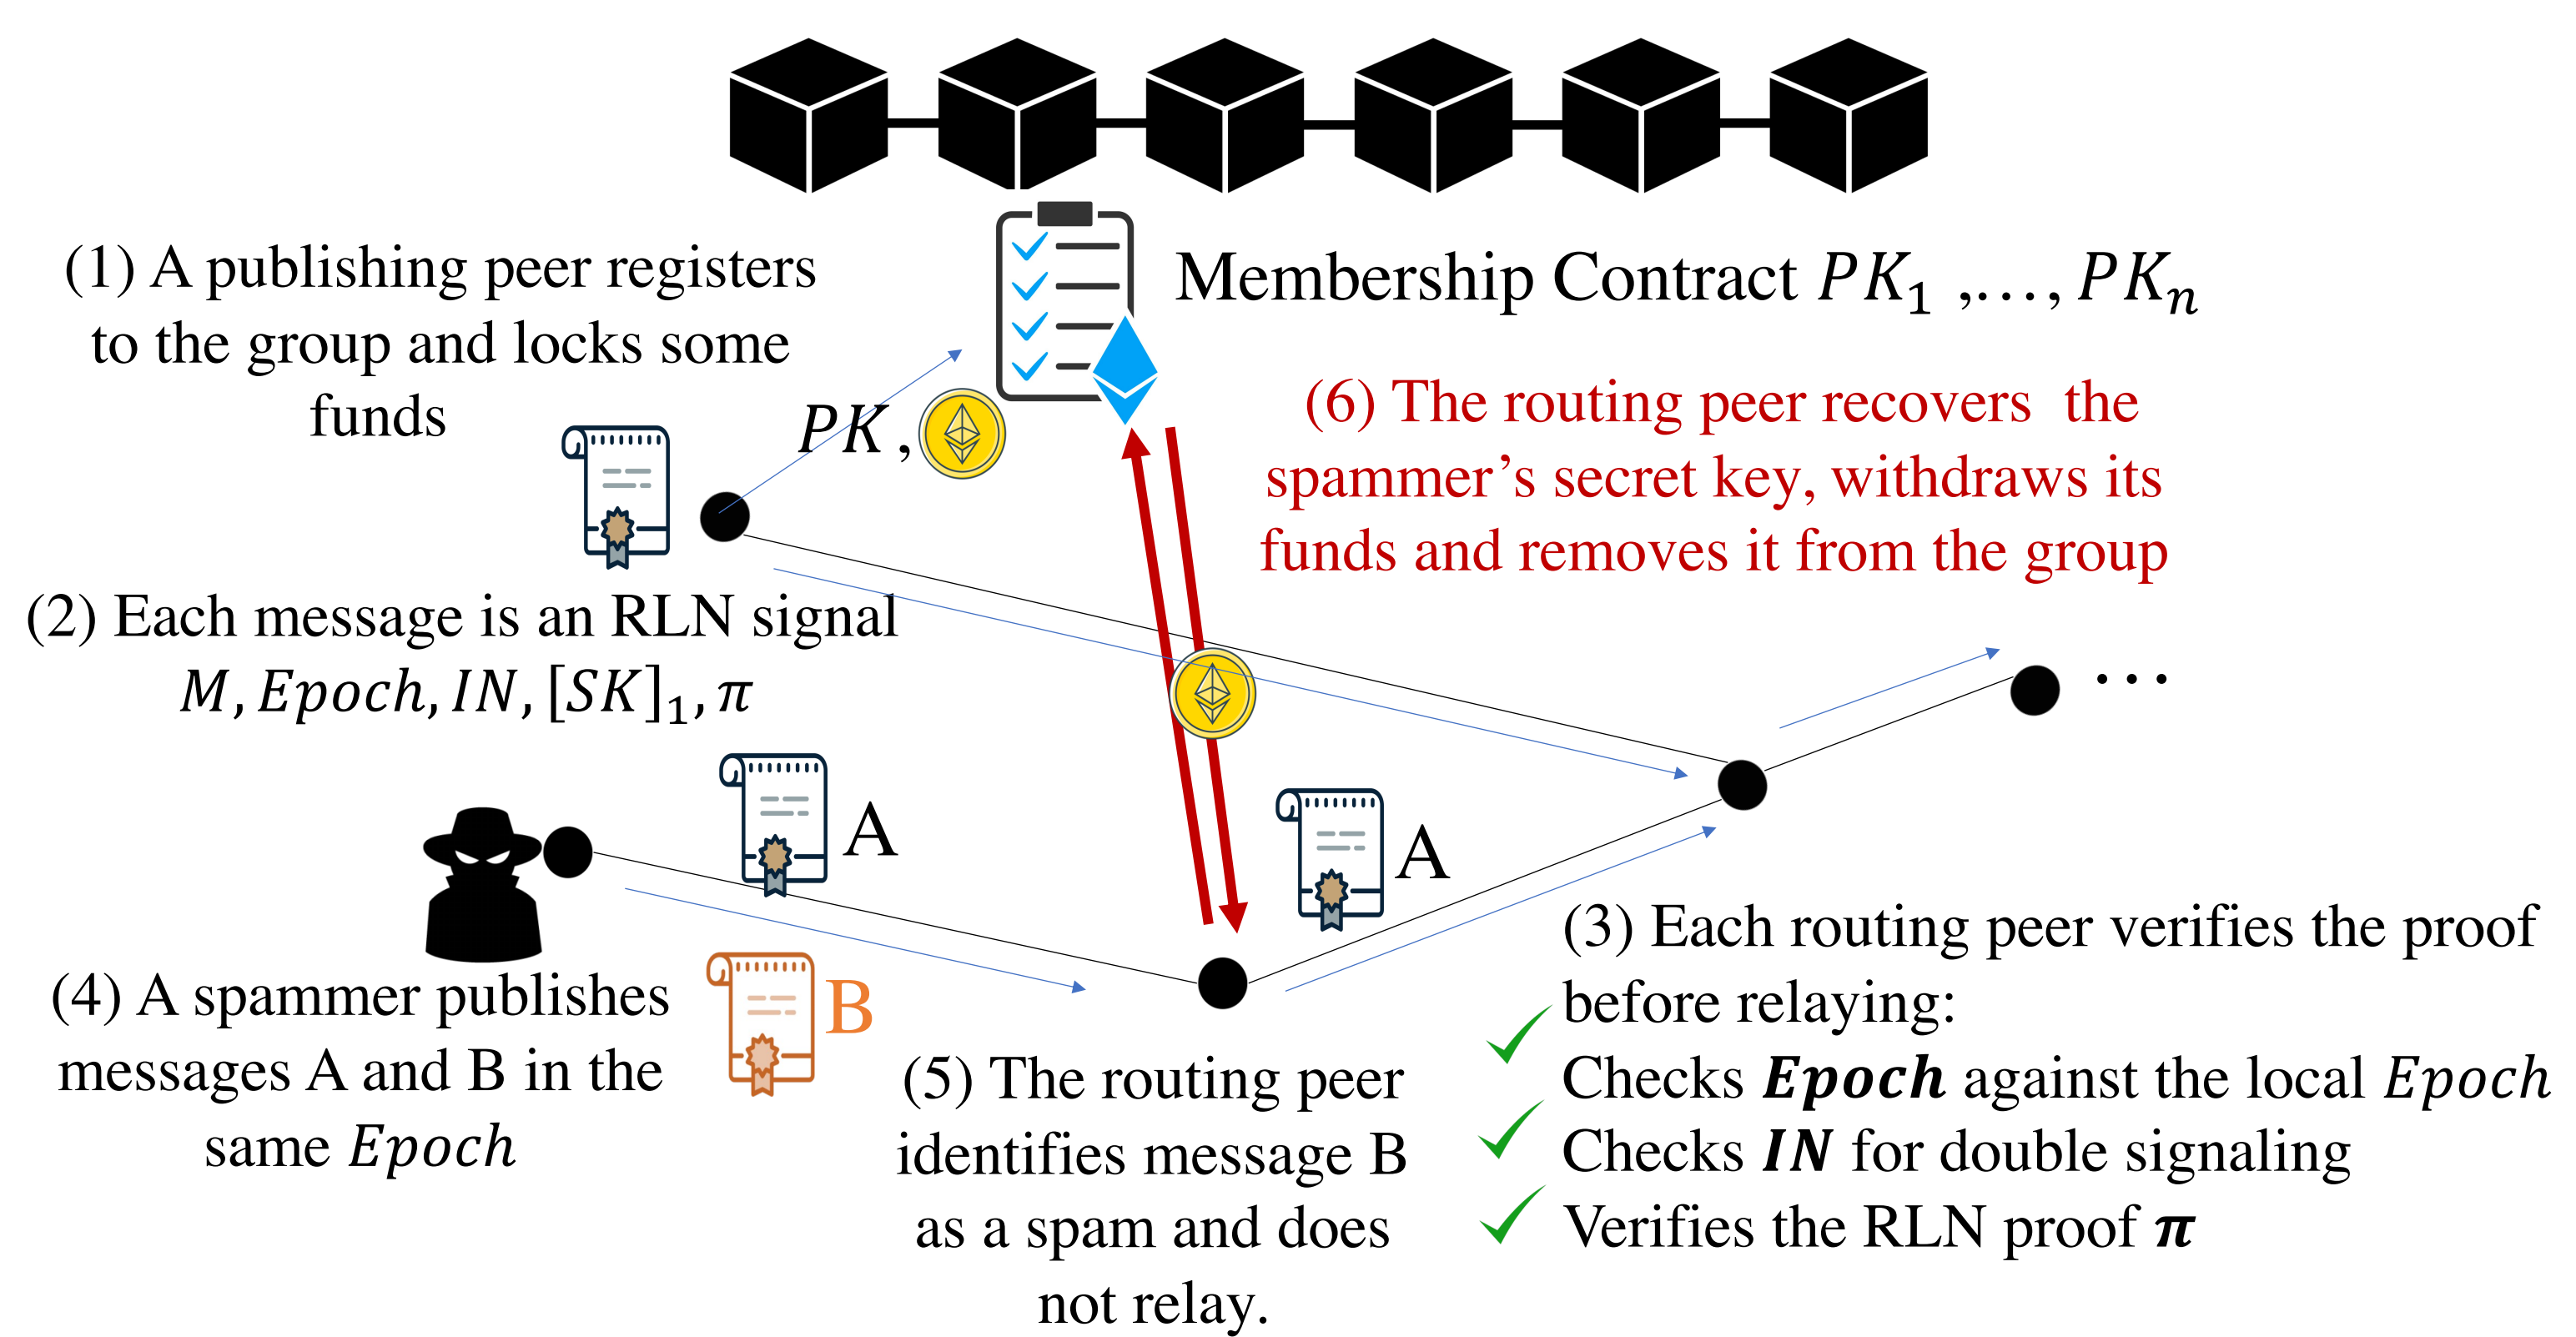 (1) A publishing peer registers
to the group and locks some
funds
Membership Contract PK₁ ,…, PKₙ
PK,
(6) The routing peer recovers the
spammer’s secret key, withdraws its
funds and removes it from the group
(2) Each message is an RLN signal
M, Epoch, IN, [SK]₁, π
…
A
A
B
(3) Each routing peer verifies the proof
before relaying:
Checks Epoch against the local Epoch
Checks IN for double signaling
Verifies the RLN proof π
(4) A spammer publishes
messages A and B in the
same Epoch
(5) The routing peer
identifies message B
as a spam and does
not relay.